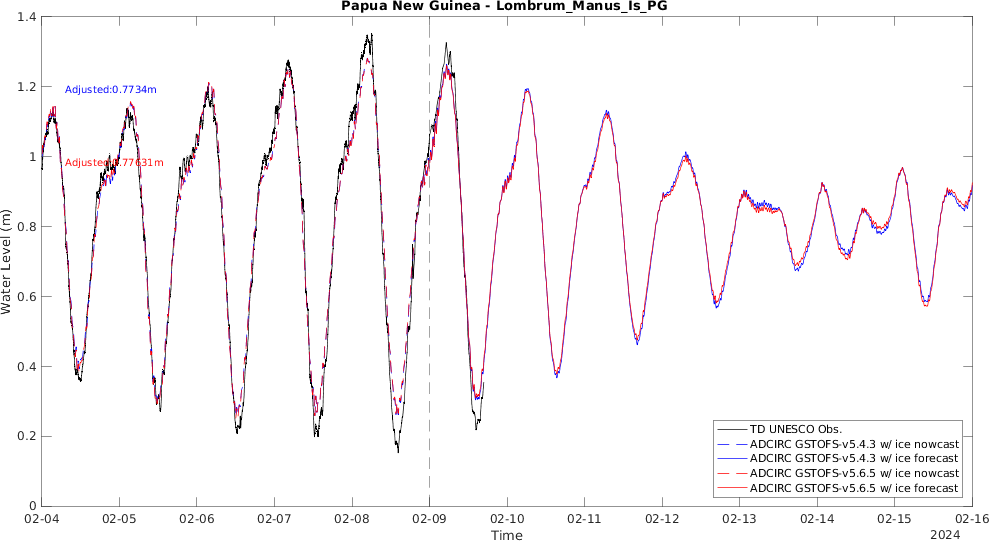 Papua New Guinea - Lombrum_Manus_Is_PG
1.4
1.2
1
0.8
0.6
0.4
0.2
0
Water Level (m)
Adjusted:0.7734m
Adjusted:0.77631m
TD UNESCO Obs.
ADCIRC GSTOFS-v5.4.3 w/ ice nowcast
ADCIRC GSTOFS-v5.4.3 w/ ice forecast
ADCIRC GSTOFS-v5.6.5 w/ ice nowcast
ADCIRC GSTOFS-v5.6.5 w/ ice forecast
02-04 02-05 02-06 02-07 02-08 02-09 02-10 02-11 02-12 02-13 02-14 02-15 02-16
Time
2024